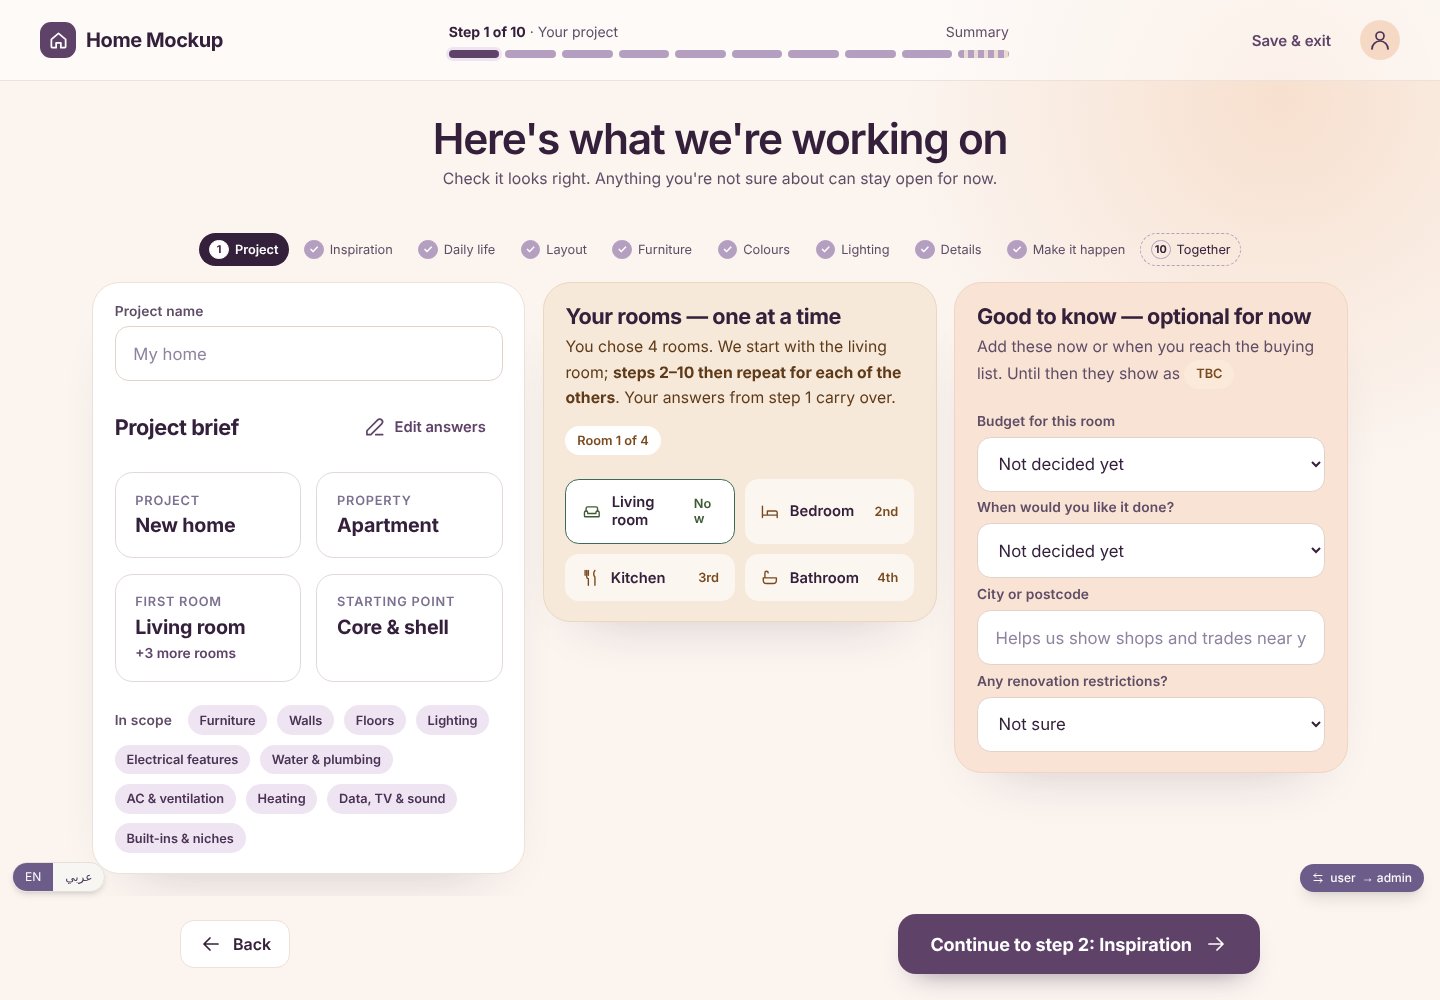 Home Mockup
Step 1 of 10 · Your project
Summary
Save & exit
Here's what we're working on
Check it looks right. Anything you're not sure about can stay open for now.
1 Project
Inspiration
Daily life
Layout
Furniture
Colours
Lighting
Details
Make it happen
10 Together
Project name
My home
Project brief
Edit answers
PROJECT
New home
PROPERTY
Apartment
FIRST ROOM
Living room
+3 more rooms
STARTING POINT
Core & shell
In scope
Furniture
Walls
Floors
Lighting
Electrical features
Water & plumbing
AC & ventilation
Heating
Data, TV & sound
Built-ins & niches
Your rooms — one at a time
You chose 4 rooms. We start with the living
room; steps 2–10 then repeat for each of the
others. Your answers from step 1 carry over.
Room 1 of 4
Living
room
No
w
Bedroom
2nd
Kitchen
3rd
Bathroom
4th
Good to know — optional for now
Add these now or when you reach the buying
list. Until then they show as TBC
Budget for this room
Not decided yet
When would you like it done?
Not decided yet
City or postcode
Helps us show shops and trades near y
Any renovation restrictions?
Not sure
EN
عربي
user → admin
Back
Continue to step 2: Inspiration